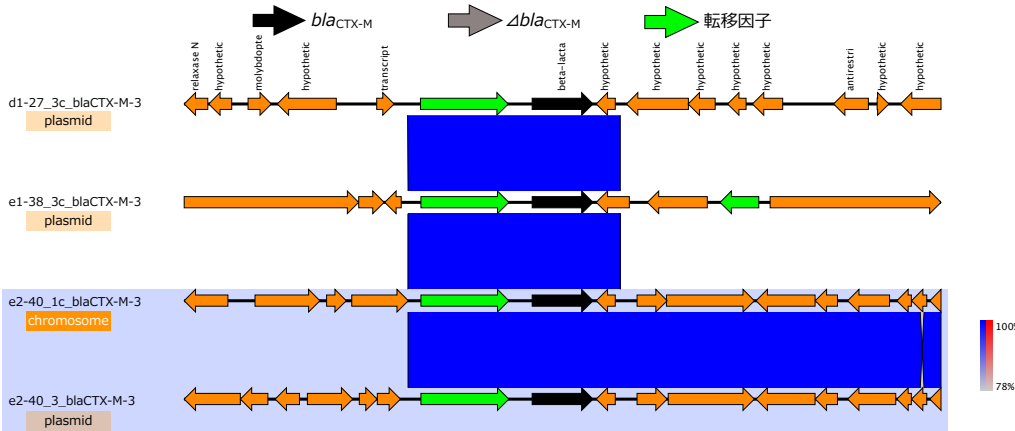 blaCTX-M
Δ blaCTX-M
転移因子
relaxase N
hypothetic
molybdopte
hypothetic
transcript
beta-lacta
hypothetic
hypothetic
hypothetic
hypothetic
hypothetic
antirestri
hypothetic
hypothetic
d1-27_3c_blaCTX-M-3
plasmid
e1-38_3c_blaCTX-M-3
plasmid
e2-40_1c_blaCTX-M-3
chromosome
100%
78%
e2-40_3_blaCTX-M-3
plasmid